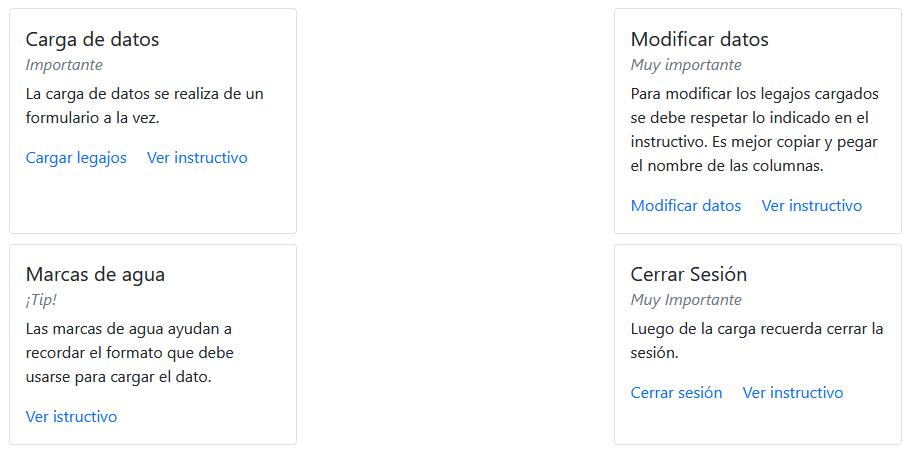 Carga de datos
Importante
La carga de datos se realiza de un
formulario a la vez.
Cargar legajos Ver instructivo
Modificar datos
Muy importante
Para modificar los legajos cargados
se debe respetar lo indicado en el
instructivo. Es mejor copiar y pegar
el nombre de las columnas.
Modificar datos Ver instructivo
Marcas de agua
¡Tip!
Las marcas de agua ayudan a
recordar el formato que debe
usarse para cargar el dato.
Ver istructivo
Cerrar Sesión
Muy Importante
Luego de la carga recuerda cerrar la
sesión.
Cerrar sesión Ver instructivo